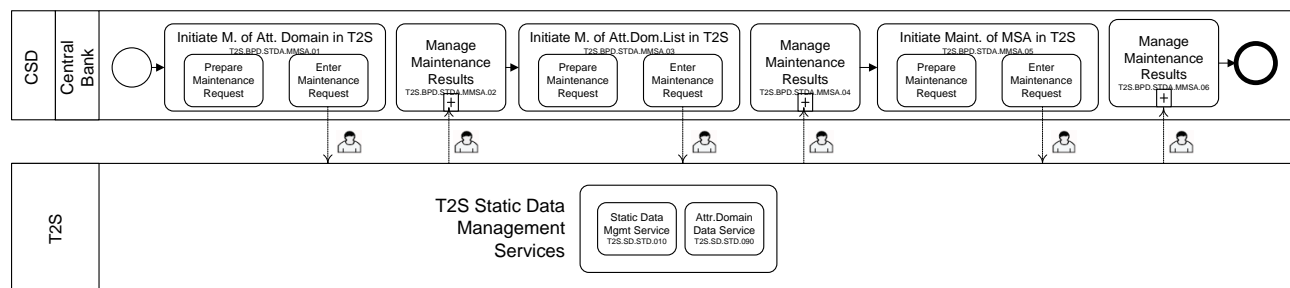 CSD
Central
Bank
Initiate M. of Att. Domain in T2S
T2S.BPD.STDA.MMSA.01
Prepare
Maintenance
Request
Enter
Maintenance
Request
Manage
Maintenance
Results
T2S.BPD.STDA.MMSA.02
Initiate M. of Att.Dom.List in T2S
T2S.BPD.STDA.MMSA.03
Prepare
Maintenance
Request
Enter
Maintenance
Request
Manage
Maintenance
Results
T2S.BPD.STDA.MMSA.04
Initiate Maint. of MSA in T2S
T2S.BPD.STDA.MMSA.05
Prepare
Maintenance
Request
Enter
Maintenance
Request
Manage
Maintenance
Results
T2S.BPD.STDA.MMSA.06
T2S
T2S Static Data
Management
Services
Static Data
Mgmt Service
T2S.SD.STD.010
Attr.Domain
Data Service
T2S.SD.STD.090